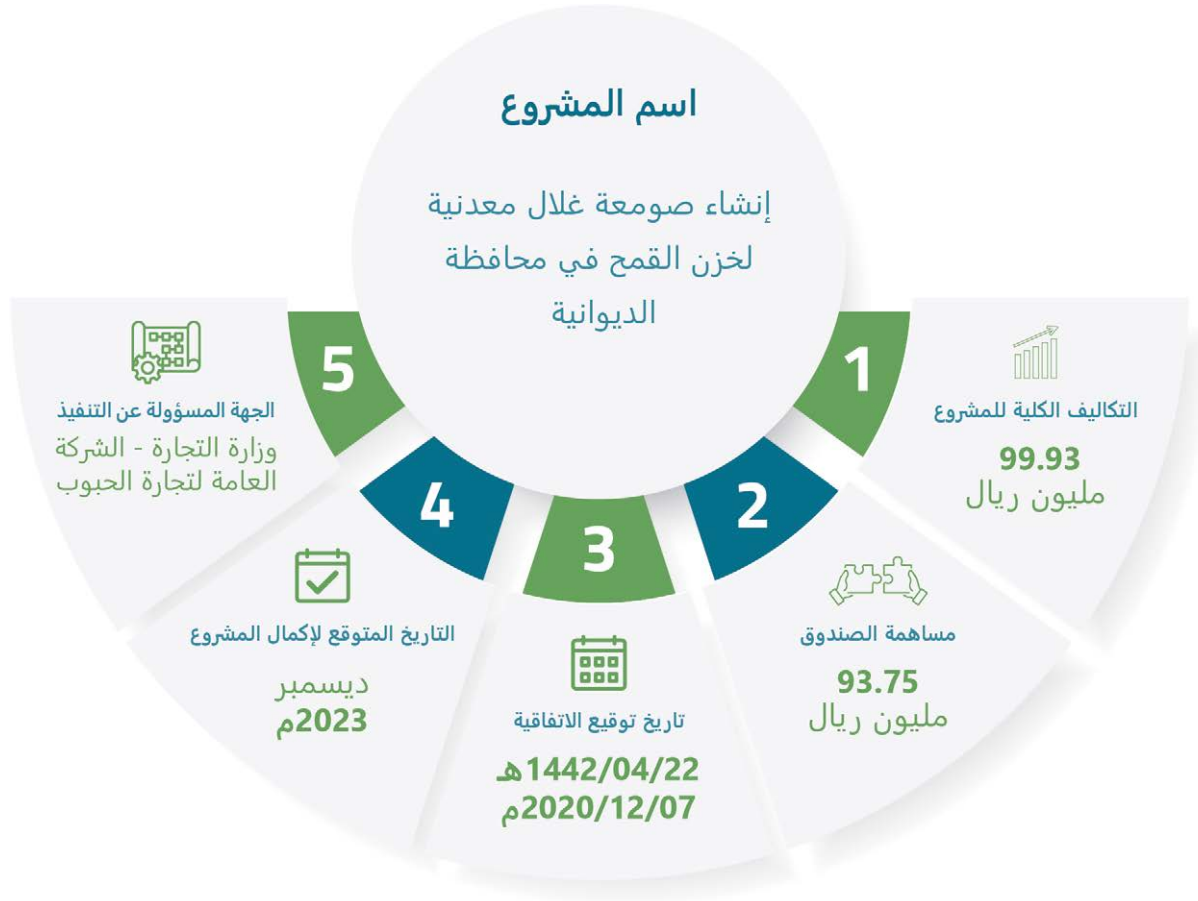 اسم المشروع
إنشاء صومعة غلال معدنية
لخزن القمح في محافظة
الديوانية
1
التكاليف الكلية للمشروع
99.93
مليون ريال
2
مساهمة الصندوق
93.75
مليون ريال
3
تاريخ توقيع الاتفاقية
1442/04/22هـ
2020/12/07م
4
التاريخ المتوقع لإكمال المشروع
ديسمبر
2023م
5
الجهة المسؤولة عن التنفيذ
وزارة التجارة - الشركة
العامة لتجارة الحبوب